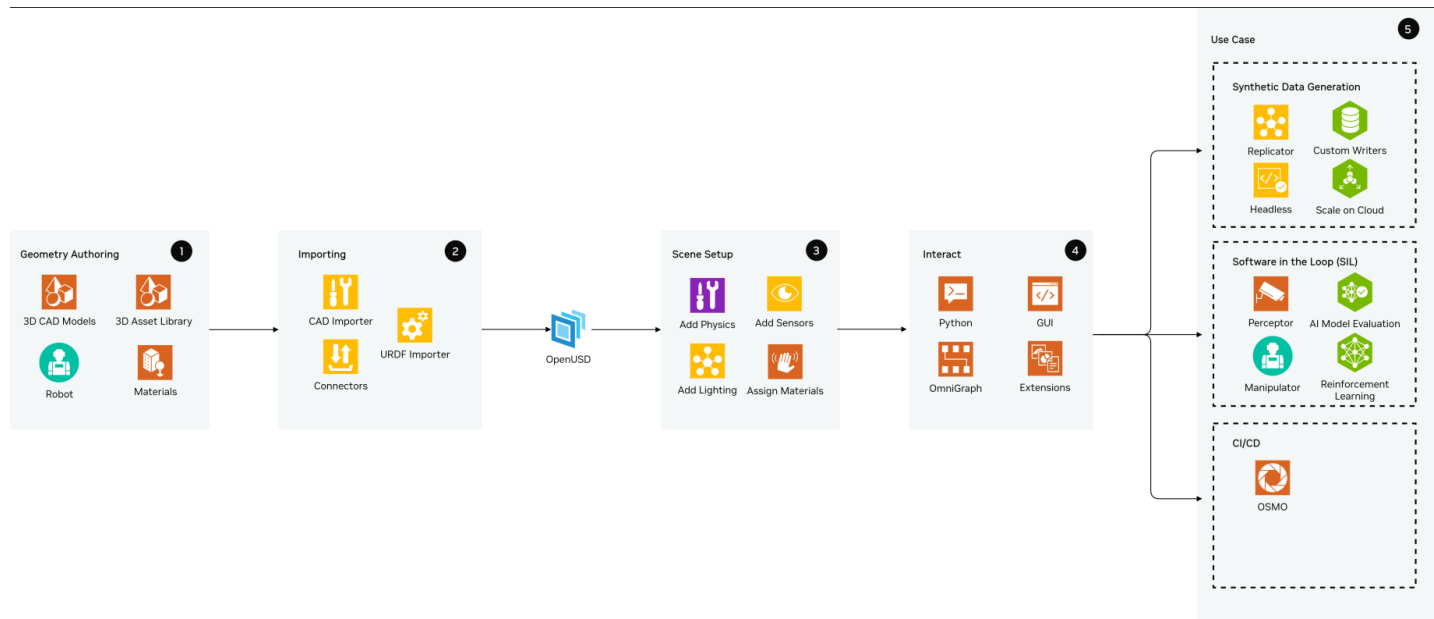 Geometry Authoring
1
3D CAD Models
3D Asset Library
Robot
Materials
Importing
2
CAD Importer
URDF Importer
Connectors
OpenUSD
Scene Setup
3
Add Physics
Add Sensors
Add Lighting
Assign Materials
Interact
4
Python
GUI
OmniGraph
Extensions
Use Case
5
Synthetic Data Generation
Replicator
Custom Writers
Headless
Scale on Cloud
Software in the Loop (SIL)
Perceptor
AI Model Evaluation
Manipulator
Reinforcement
Learning
CI/CD
OSMO